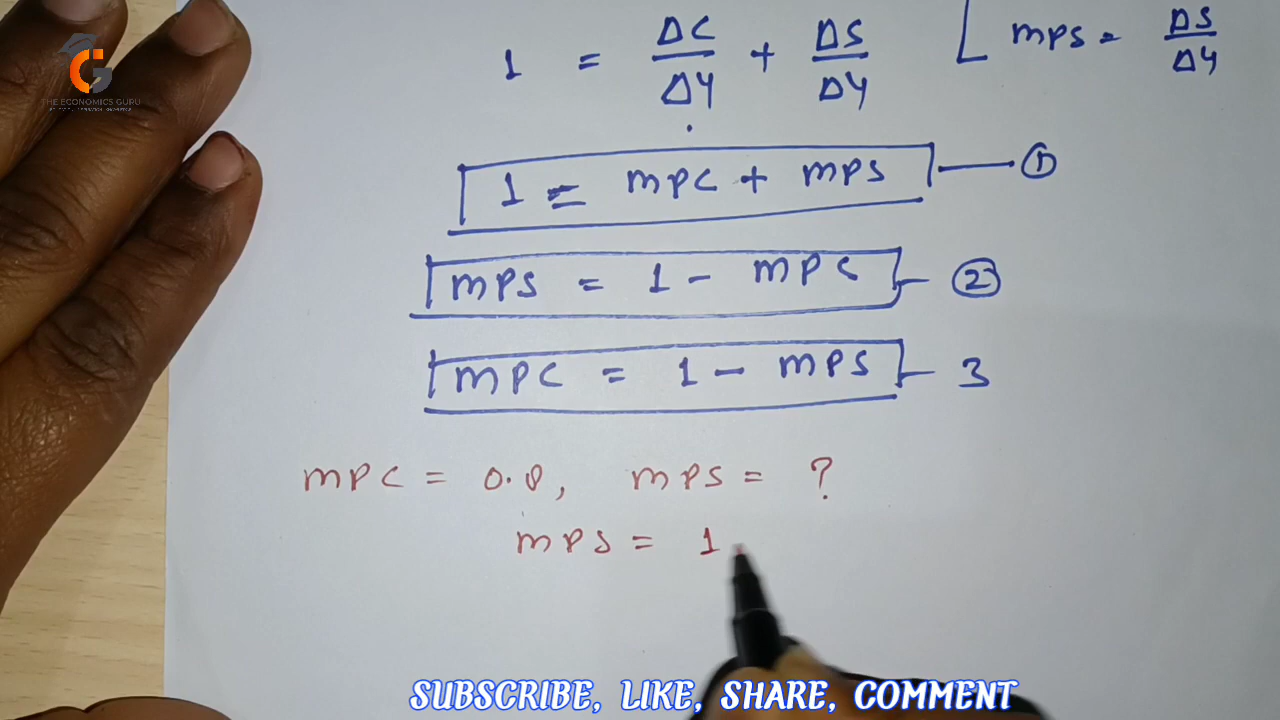 THE ECONOMICS GURU
1 = ΔC/ΔY + ΔS/ΔY [ mps = ΔS/ΔY
1 = mpc + mps — ①
mps = 1 - mpc — ②
mpc = 1 - mps — 3
mpc = 0.8, mps = ?
mps = 1
SUBSCRIBE, LIKE, SHARE, COMMENT